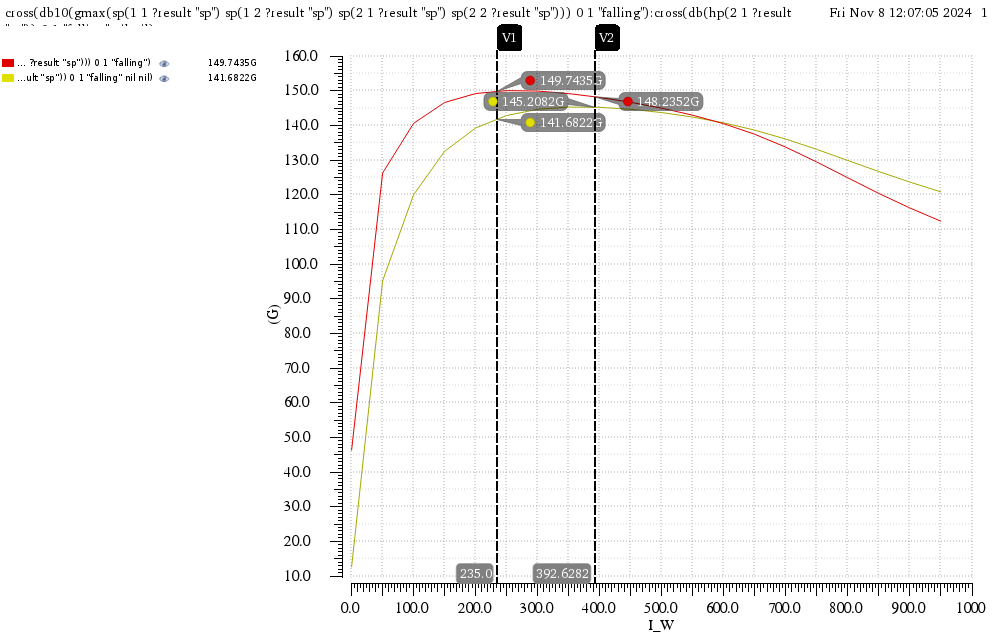 cross(db10(gmax(sp(1 1 ?result "sp") sp(1 2 ?result "sp") sp(2 1 ?result "sp") sp(2 2 ?result "sp"))) 0 1 "falling"):cross(db(hp(2 1 ?result
Fri Nov 8 12:07:05 2024 1
V1
V2
... ?result "sp"))) 0 1 "falling") 149.7435G
...ult "sp")) 0 1 "falling" nil nil) 141.6822G
160.0
150.0
140.0
130.0
120.0
110.0
100.0
90.0
80.0
70.0
60.0
50.0
40.0
30.0
20.0
10.0
(G)
149.7435G
145.2082G
148.2352G
141.6822G
235.0
392.6282
0.0 100.0 200.0 300.0 400.0 500.0 600.0 700.0 800.0 900.0 1000
I_W